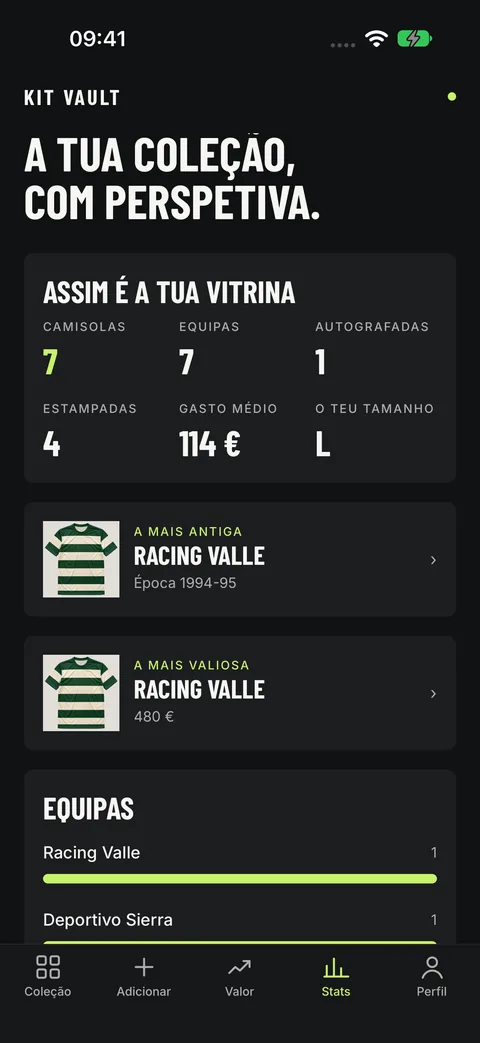 09:41
KIT VAULT
A TUA COLEÇÃO,
COM PERSPETIVA.
ASSIM É A TUA VITRINA
CAMISOLAS EQUIPAS AUTOGRAFADAS
7 7 1
ESTAMPADAS GASTO MÉDIO O TEU TAMANHO
4 114 € L
A MAIS ANTIGA
RACING VALLE
Época 1994-95
›
A MAIS VALIOSA
RACING VALLE
480 €
›
EQUIPAS
Racing Valle 1
Deportivo Sierra 1
Coleção Adicionar Valor Stats Perfil